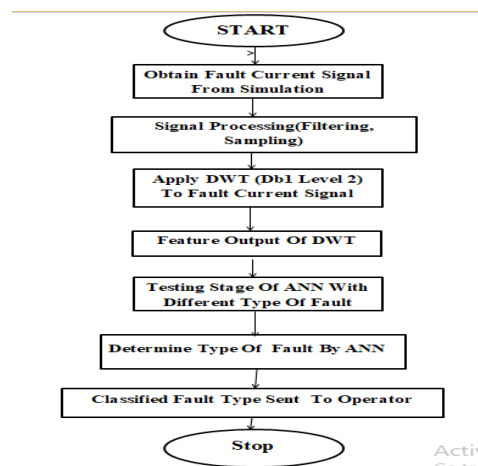 START
Obtain Fault Current Signal
From Simulation
Signal Processing(Filtering,
Sampling)
Apply DWT (Db1 Level 2)
To Fault Current Signal
Feature Output Of DWT
Testing Stage Of ANN With
Different Type Of Fault
Determine Type Of Fault By ANN
Classified Fault Type Sent To Operator
Stop
Activ